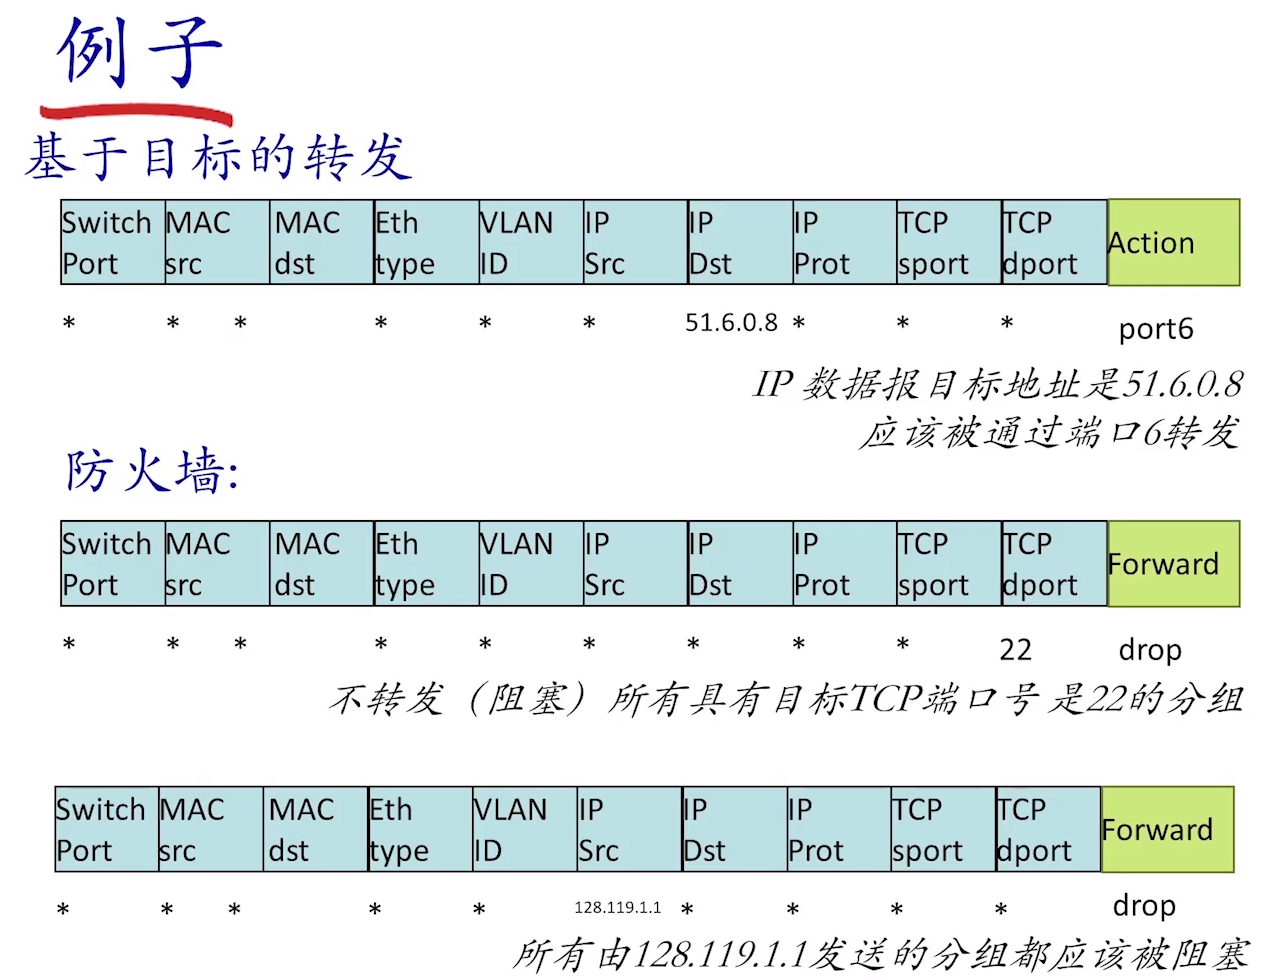 例子
基于目标的转发
Switch Port MAC src MAC dst Eth type VLAN ID IP Src IP Dst IP Prot TCP sport TCP dport Action
* * * * * * 51.6.0.8 * * * port6
IP 数据报目标地址是51.6.0.8
应该被通过端口6转发
防火墙:
Switch Port MAC src MAC dst Eth type VLAN ID IP Src IP Dst IP Prot TCP sport TCP dport Forward
* * * * * * * * * 22 drop
不转发（阻塞）所有具有目标TCP端口号 是22的分组
Switch Port MAC src MAC dst Eth type VLAN ID IP Src IP Dst IP Prot TCP sport TCP dport Forward
* * * * * 128.119.1.1 * * * * drop
所有由128.119.1.1发送的分组都应该被阻塞